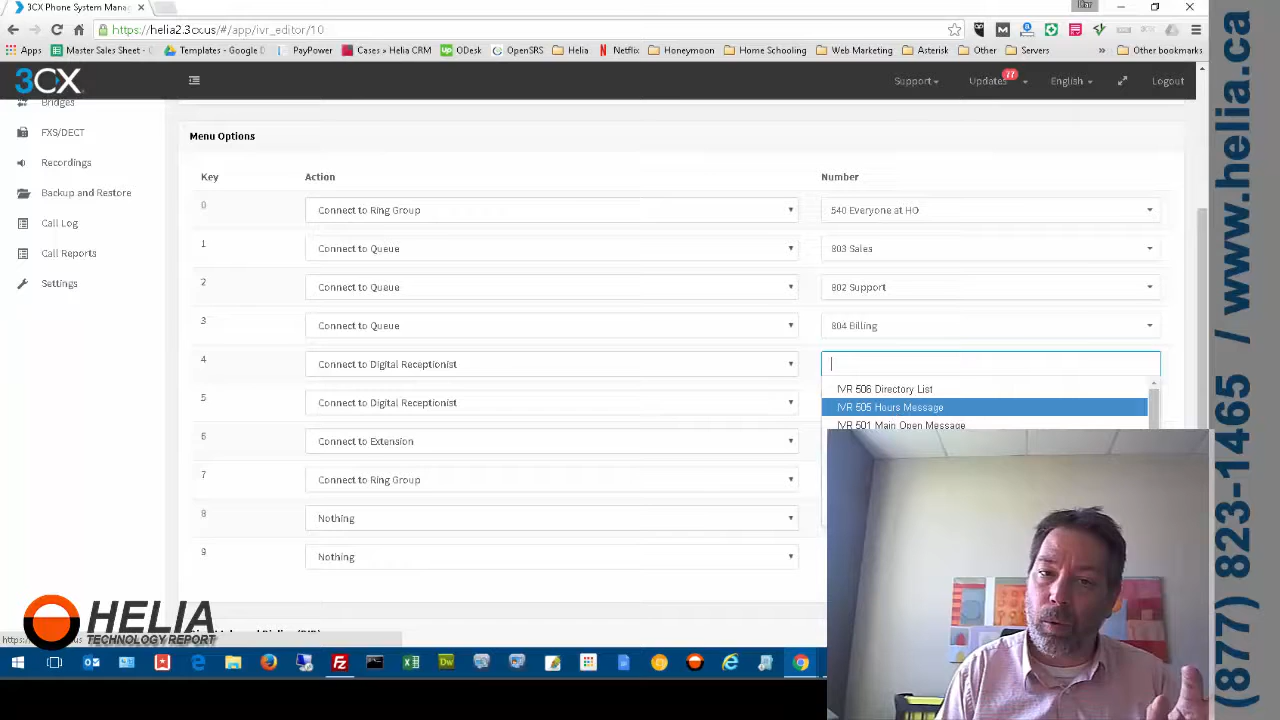 3CX Phone System Mana
Bar
https://helia2.3cx.us/#/app/ivr_editor/10
Apps
Master Sales Sheet - G
Templates - Google D
PayPower
Cases » Helia CRM
ODesk
OpenSRS
Helia
Netflix
Honeymoon
Home Schooling
Web Marketing
Asterisk
Other
Servers
»
Other bookmarks
3CX
Support
Updates
English
Logout
Bridges
FXS/DECT
Recordings
Backup and Restore
Call Log
Call Reports
Settings
Menu Options
Key Action Number
0 Connect to Ring Group 540 Everyone at HO
1 Connect to Queue 803 Sales
2 Connect to Queue 802 Support
3 Connect to Queue 804 Billing
4 Connect to Digital Receptionist
IVR 506 Directory List
5 Connect to Digital Receptionist IVR 505 Hours Message
IVR 501 Main Open Message
6 Connect to Extension
7 Connect to Ring Group
8 Nothing
9 Nothing
HELIA
TECHNOLOGY REPORT
(877) 823-1465 / www.helia.ca